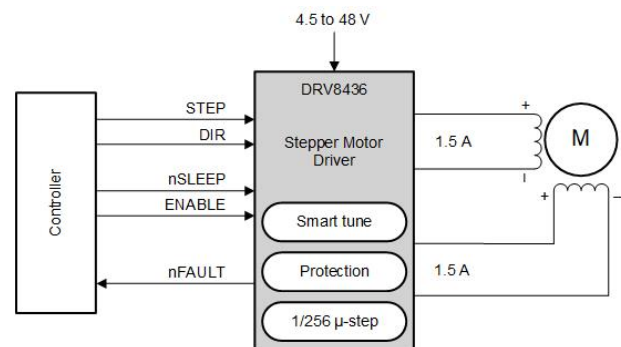 4.5 to 48 V
DRV8436
Stepper Motor
Driver
Smart tune
Protection
1/256 µ-step
Controller
STEP
DIR
nSLEEP
ENABLE
nFAULT
+
1.5 A
–
M
+
–
1.5 A